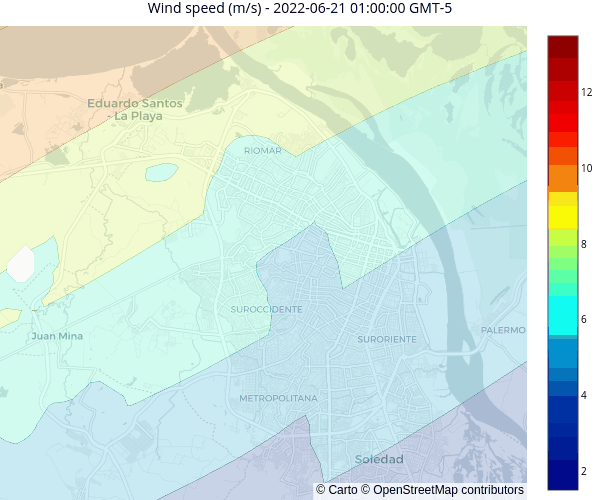 Wind speed (m/s) - 2022-06-21 01:00:00 GMT-5
Eduardo Santos
- La Playa
RIOMAR
SUROCCIDENTE
SURORIENTE
PALERMO
Juan Mina
METROPOLITANA
Soledad
© Carto © OpenStreetMap contributors
12
10
8
6
4
2